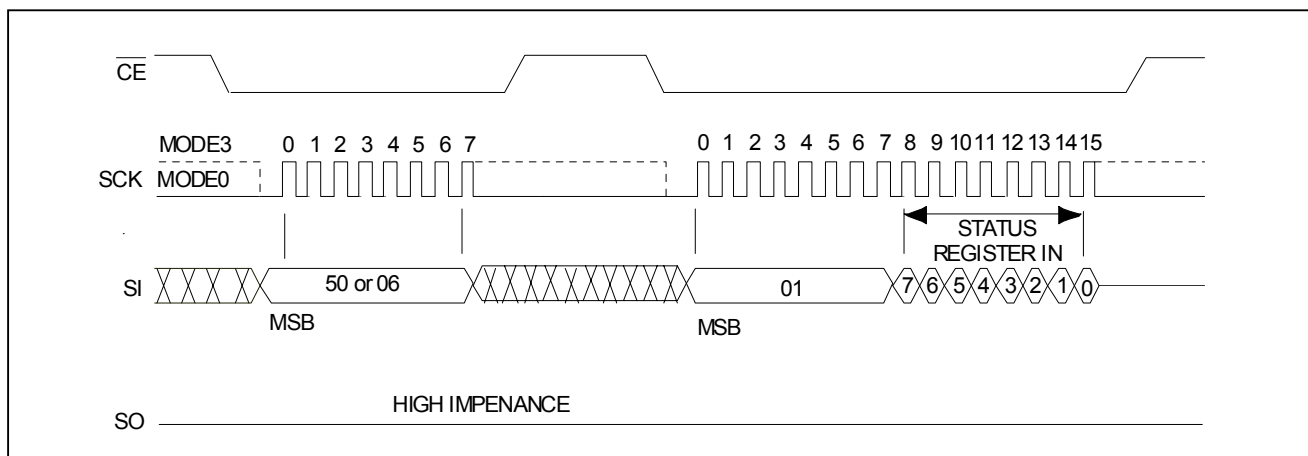 CE
MODE3
0 1 2 3 4 5 6 7
0 1 2 3 4 5 6 7 8 9 10 11 12 13 14 15
SCK
MODE0
STATUS
REGISTER IN
SI
50 or 06
01
7 6 5 4 3 2 1 0
MSB
MSB
HIGH IMPENANCE
SO